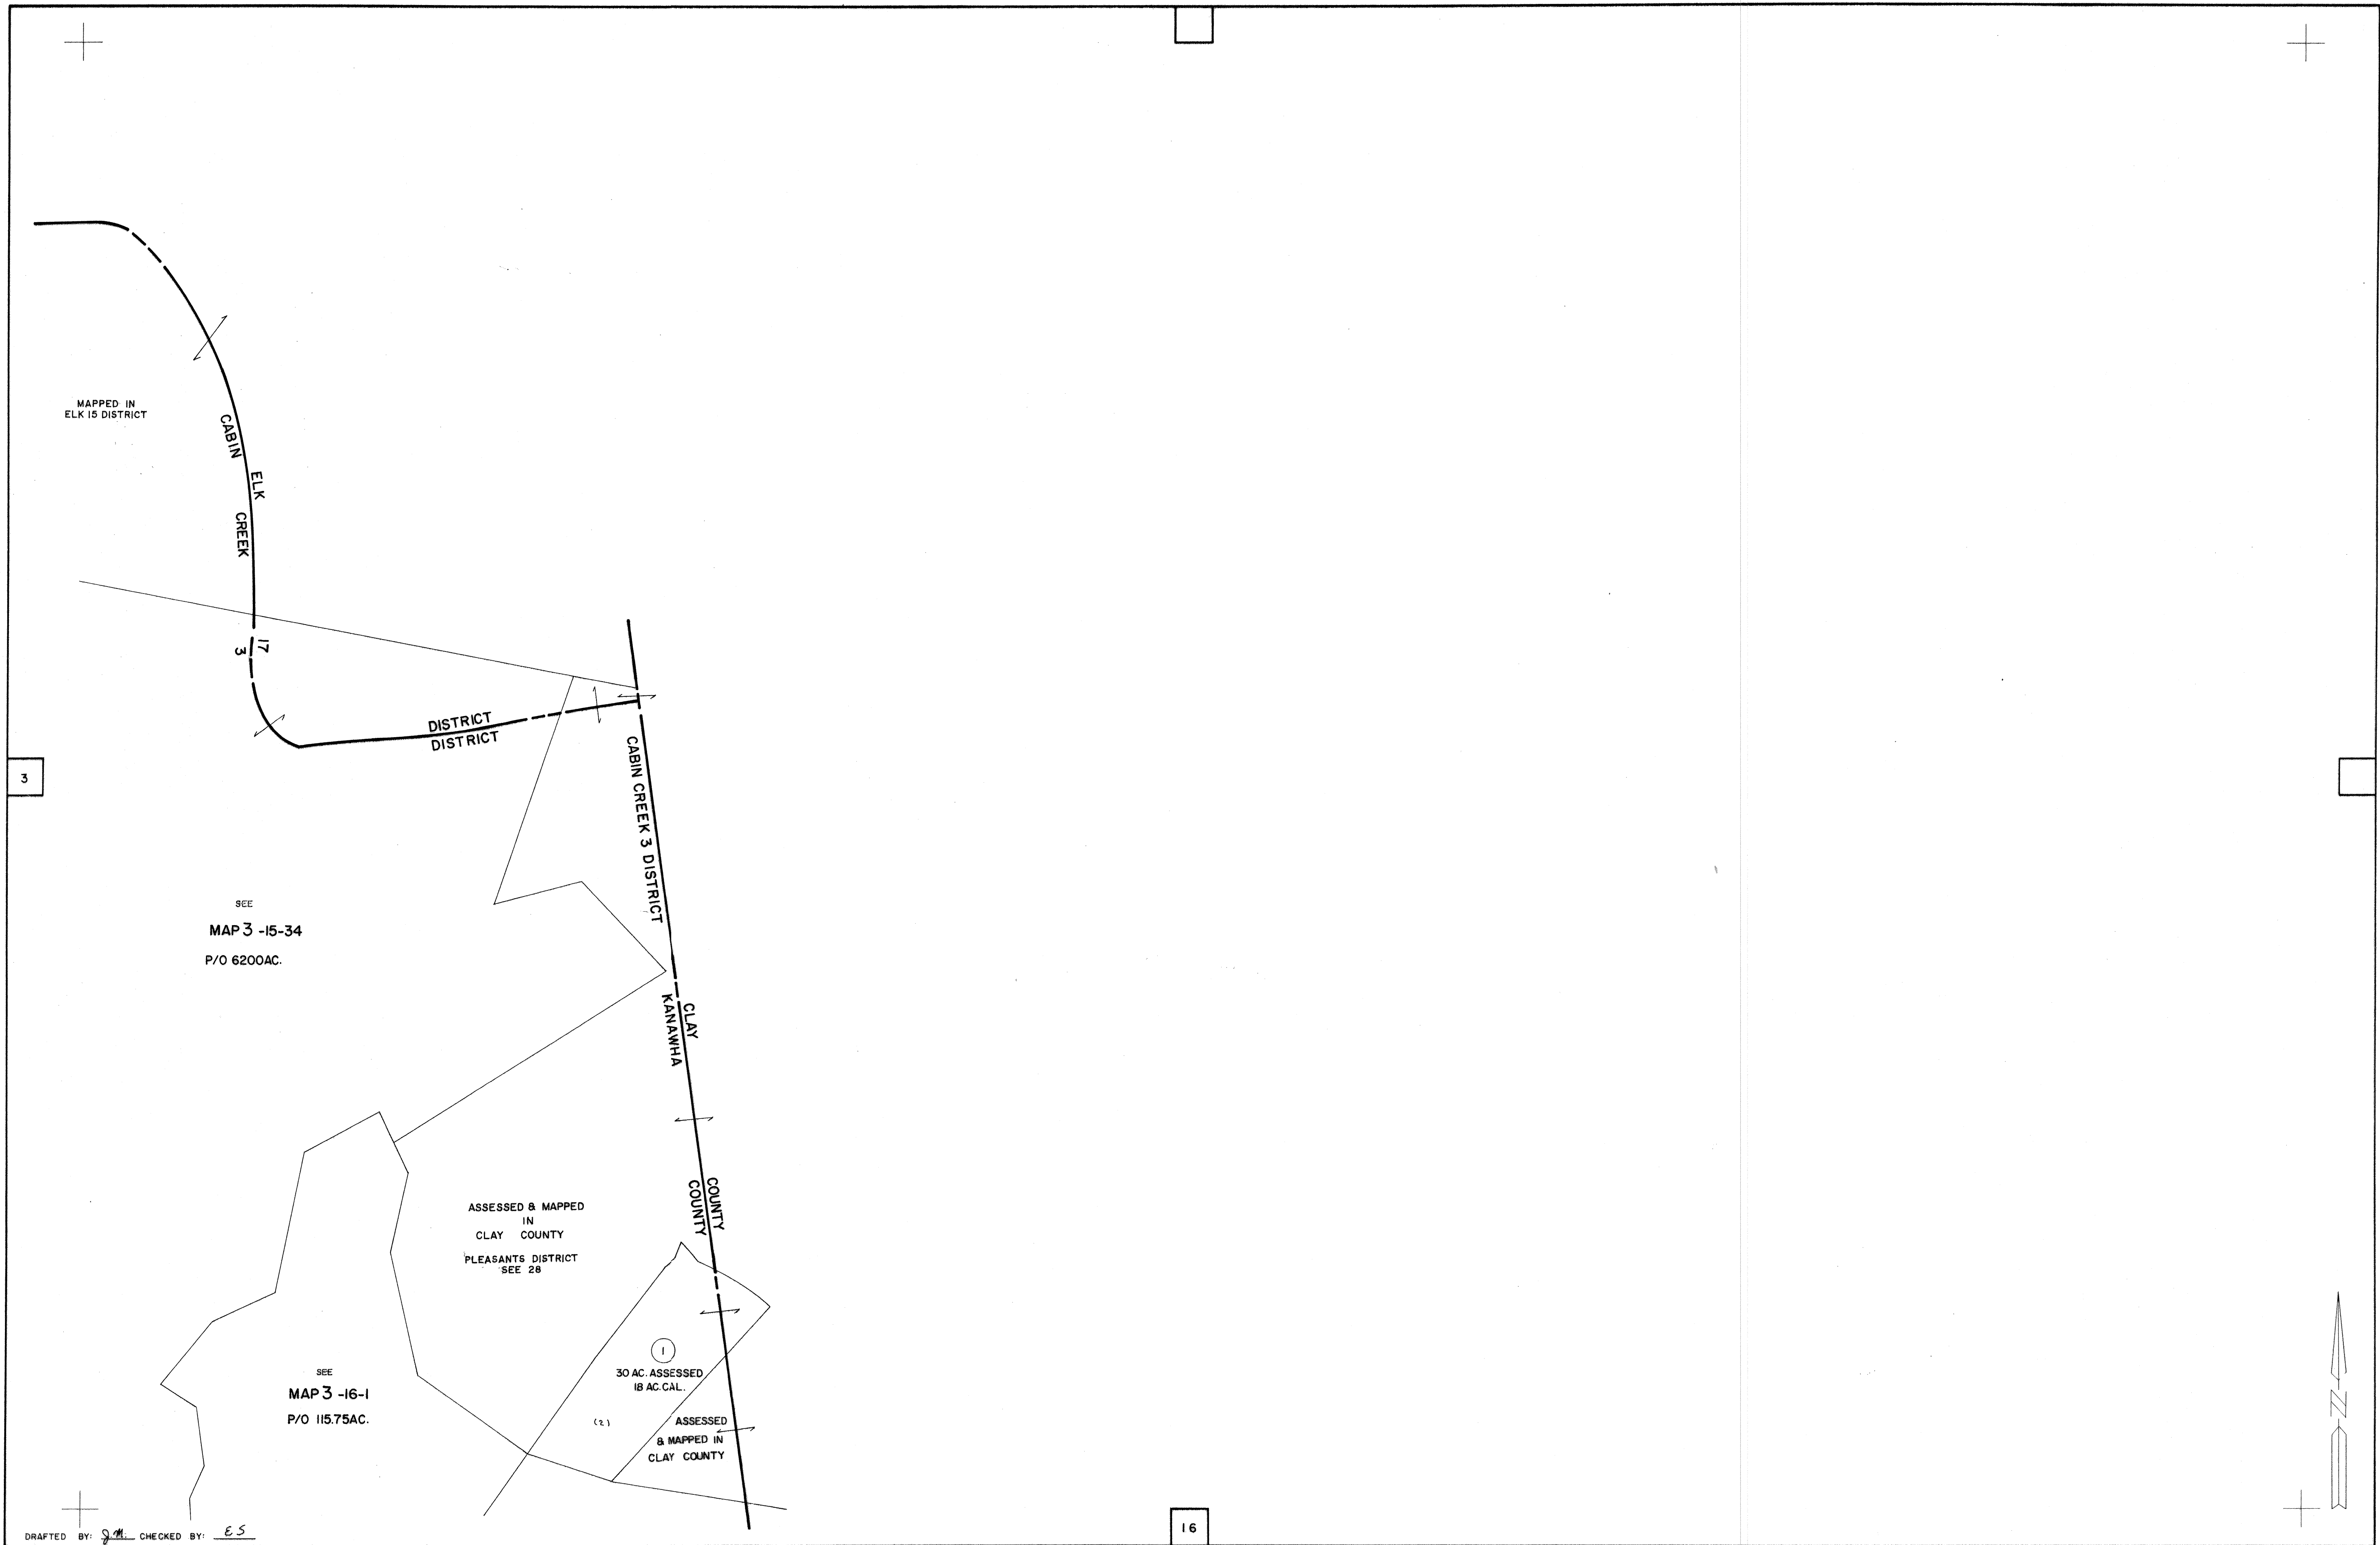 MAPPED IN
ELK 15 DISTRICT
CABIN CREEK
ELK
17
3
DISTRICT
DISTRICT
CABIN CREEK 3 DISTRICT
3
SEE
MAP 3 -15-34
P/O 6200AC.
CLAY COUNTY
KANAWHA COUNTY
ASSESSED & MAPPED
IN
CLAY COUNTY
PLEASANTS DISTRICT
SEE 28
1
30 AC. ASSESSED
18 AC. CAL.
(2)
ASSESSED
& MAPPED IN
CLAY COUNTY
SEE
MAP 3 -16-1
P/O 115.75AC.
N
DRAFTED BY: J.M. CHECKED BY: ES
16